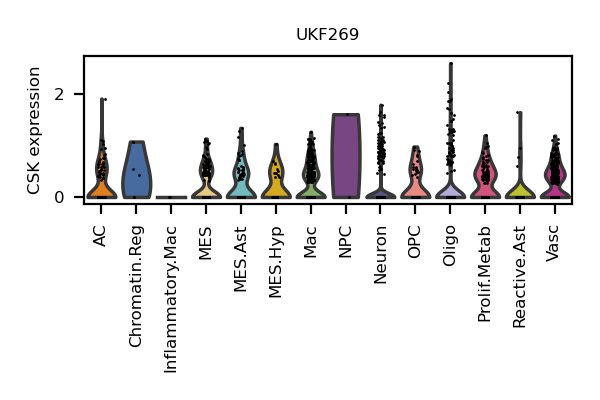 UKF269
CSK expression
2
0
AC
Chromatin.Reg
Inflammatory.Mac
MES
MES.Ast
MES.Hyp
Mac
NPC
Neuron
OPC
Oligo
Prolif.Metab
Reactive.Ast
Vasc